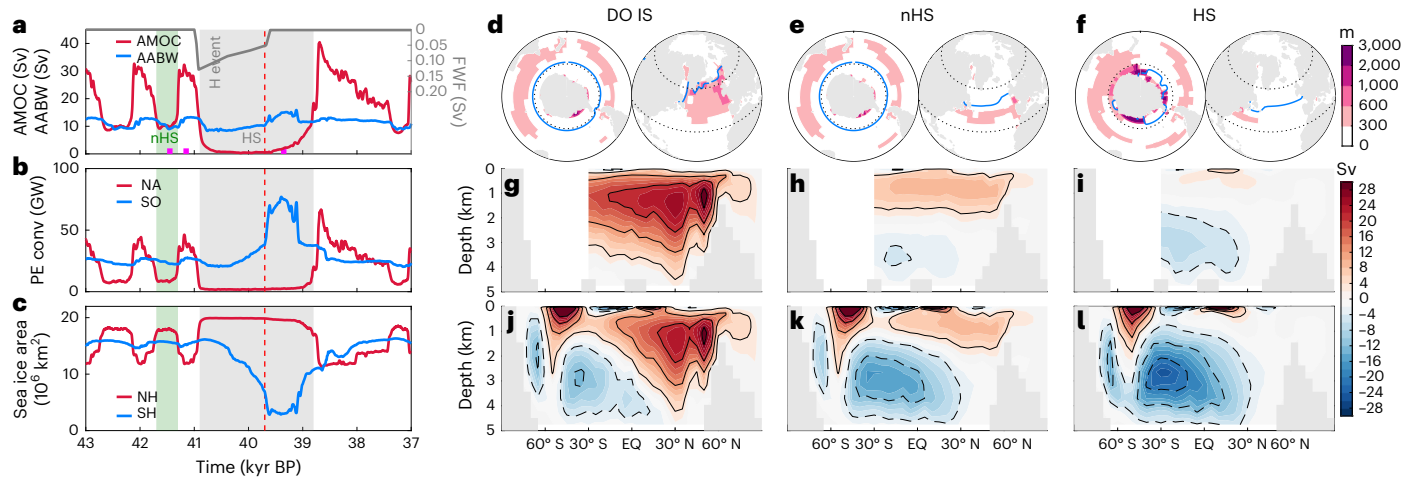 a
AMOC (Sv)
AABW (Sv)
40
30
20
10
0
AMOC
AABW
H event
nHS
HS
0
0.05
0.10
0.15
0.20
FWF (Sv)
b
PE conv (GW)
100
50
0
NA
SO
c
Sea ice area
(10⁶ km²)
20
10
0
NH
SH
43 42 41 40 39 38 37
Time (kyr BP)
d DO IS
e nHS
f HS
m
3,000
2,000
1,000
600
300
0
g h i
Depth (km)
0
1
2
3
4
5
j k l
Depth (km)
0
1
2
3
4
5
60° S 30° S EQ 30° N 60° N
60° S 30° S EQ 30° N 60° N
60° S 30° S EQ 30° N 60° N
Sv
28
24
20
16
12
8
4
0
–4
–8
–12
–16
–20
–24
–28